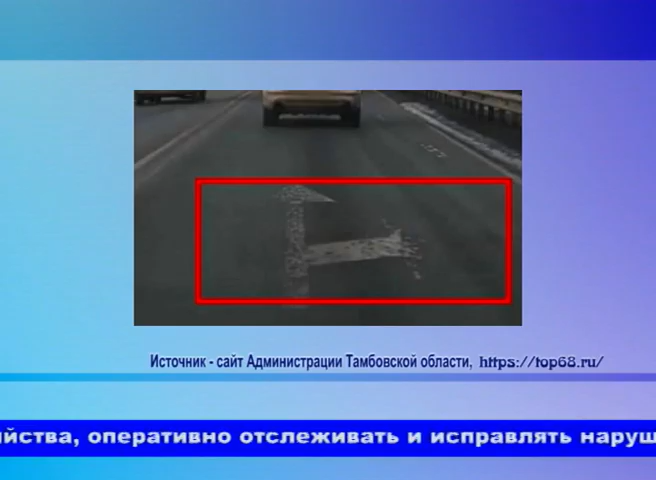 Источник - сайт Администрации Тамбовской области, https://top68.ru/
йства, оперативно отслеживать и исправлять наруш